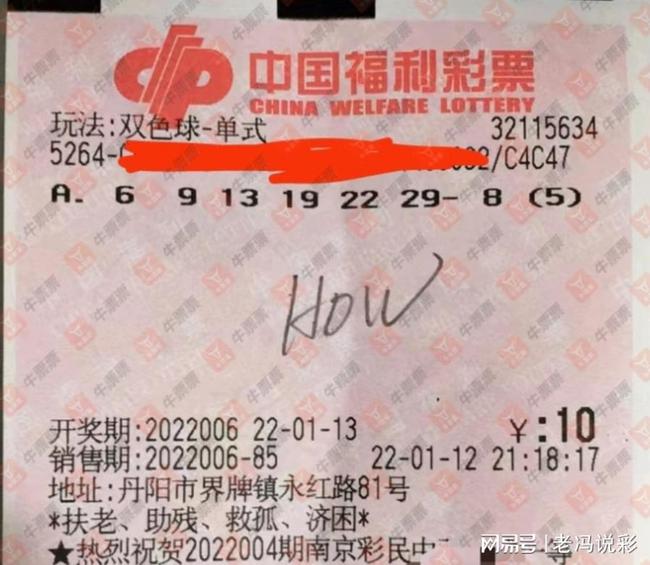 中国福利彩票
CHINA WELFARE LOTTERY
玩法:双色球-单式 32115634
5264- /C4C47
A. 6 9 13 19 22 29- 8 (5)
HOW
开奖期:2022006 22-01-13 ¥:10
销售期:2022006-85 22-01-12 21:18:17
地址:丹阳市界牌镇永红路81号
*扶老、助残、救孤、济困*
★热烈祝贺2022004期南京彩民中
网易号 | 老冯说彩
牛票票